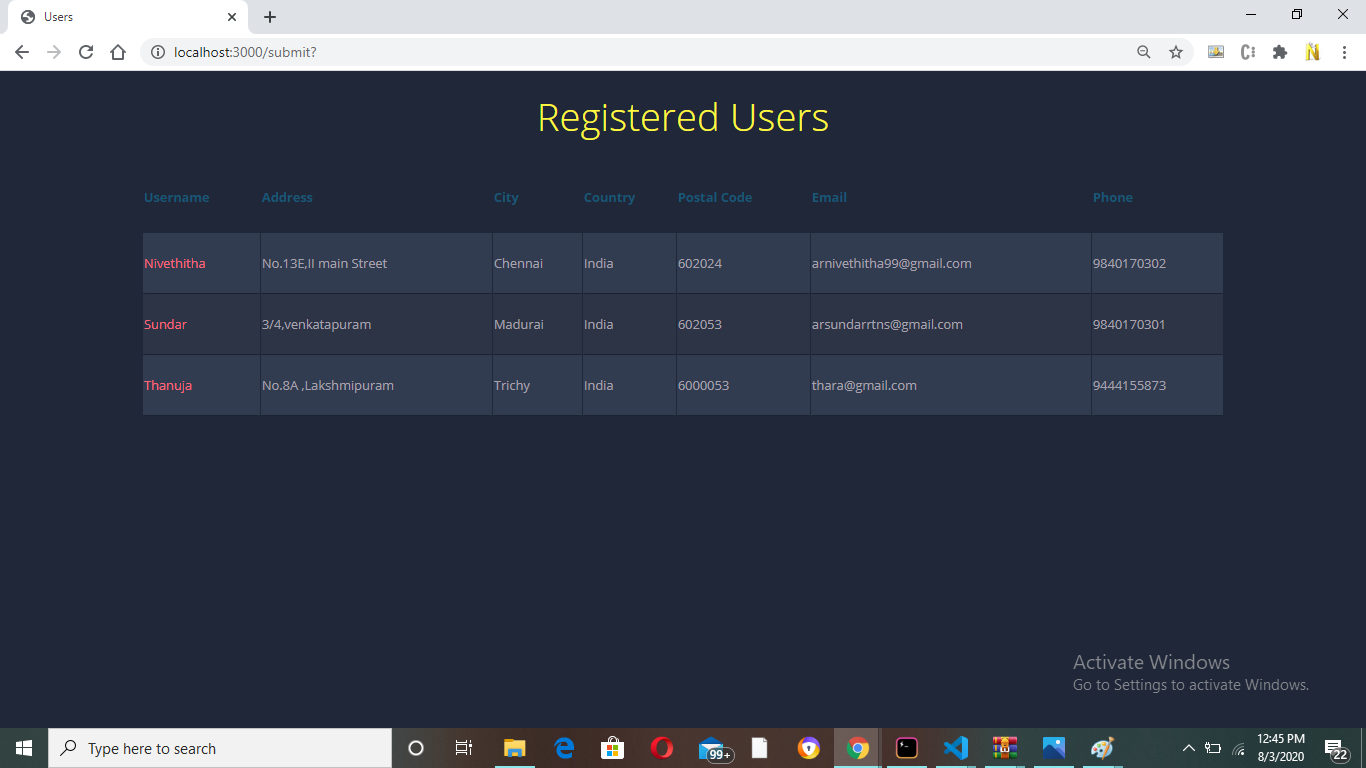 Users
localhost:3000/submit?
Registered Users
Username Address City Country Postal Code Email Phone
Nivethitha No.13E,II main Street Chennai India 602024 arnivethitha99@gmail.com 9840170302
Sundar 3/4,venkatapuram Madurai India 602053 arsundarrtns@gmail.com 9840170301
Thanuja No.8A ,Lakshmipuram Trichy India 6000053 thara@gmail.com 9444155873
Activate Windows
Go to Settings to activate Windows.
Type here to search
99+
12:45 PM
8/3/2020
22